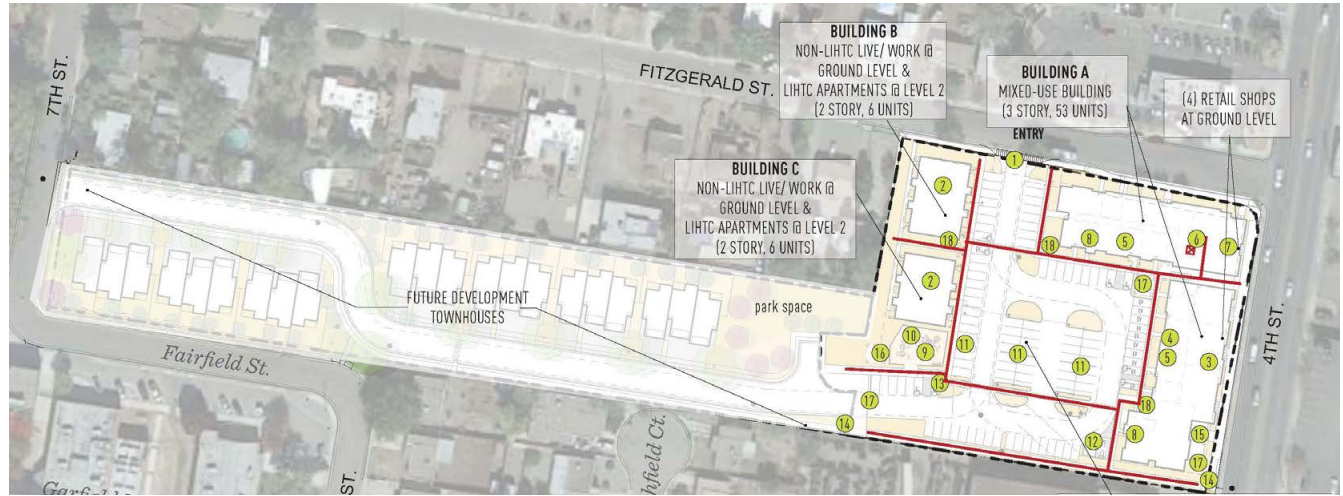 BUILDING B
NON-LIHTC LIVE/ WORK @
GROUND LEVEL &
LIHTC APARTMENTS @ LEVEL 2
(2 STORY, 6 UNITS)
7TH ST.
FITZGERALD ST.
BUILDING A
MIXED-USE BUILDING
(3 STORY, 53 UNITS)
(4) RETAIL SHOPS
AT GROUND LEVEL
ENTRY
1
BUILDING C
NON-LIHTC LIVE/ WORK @
GROUND LEVEL &
LIHTC APARTMENTS @ LEVEL 2
(2 STORY, 6 UNITS)
2
18
18
8
5
6
7
2
17
FUTURE DEVELOPMENT
TOWNHOUSES
park space
4TH ST.
10
16
9
11
11
11
4
5
3
Fairfield St.
13
17
18
14
12
8
15
17
14
hfield Ct.
ST.
Garfield